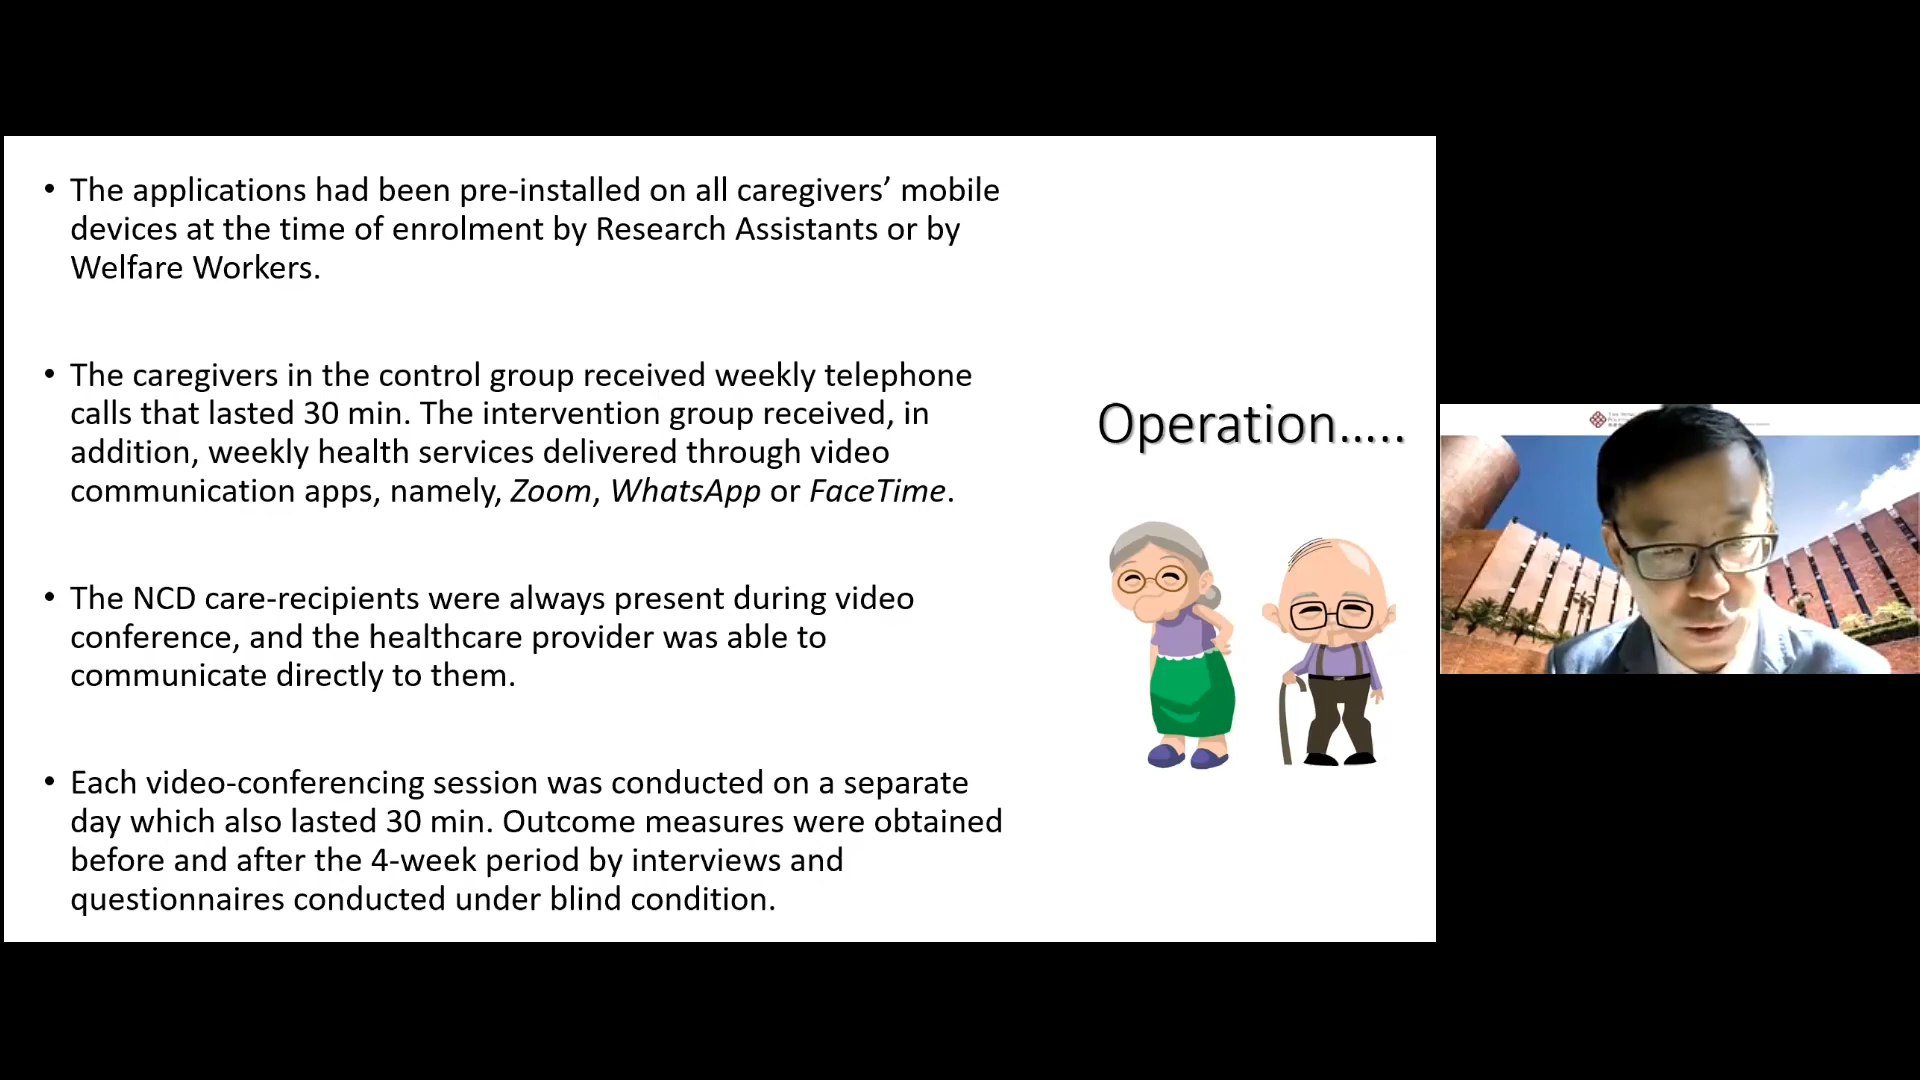 • The applications had been pre-installed on all caregivers’ mobile
devices at the time of enrolment by Research Assistants or by
Welfare Workers.
• The caregivers in the control group received weekly telephone
calls that lasted 30 min. The intervention group received, in
addition, weekly health services delivered through video
communication apps, namely, Zoom, WhatsApp or FaceTime.
• The NCD care-recipients were always present during video
conference, and the healthcare provider was able to
communicate directly to them.
• Each video-conferencing session was conducted on a separate
day which also lasted 30 min. Outcome measures were obtained
before and after the 4-week period by interviews and
questionnaires conducted under blind condition.
Operation.....